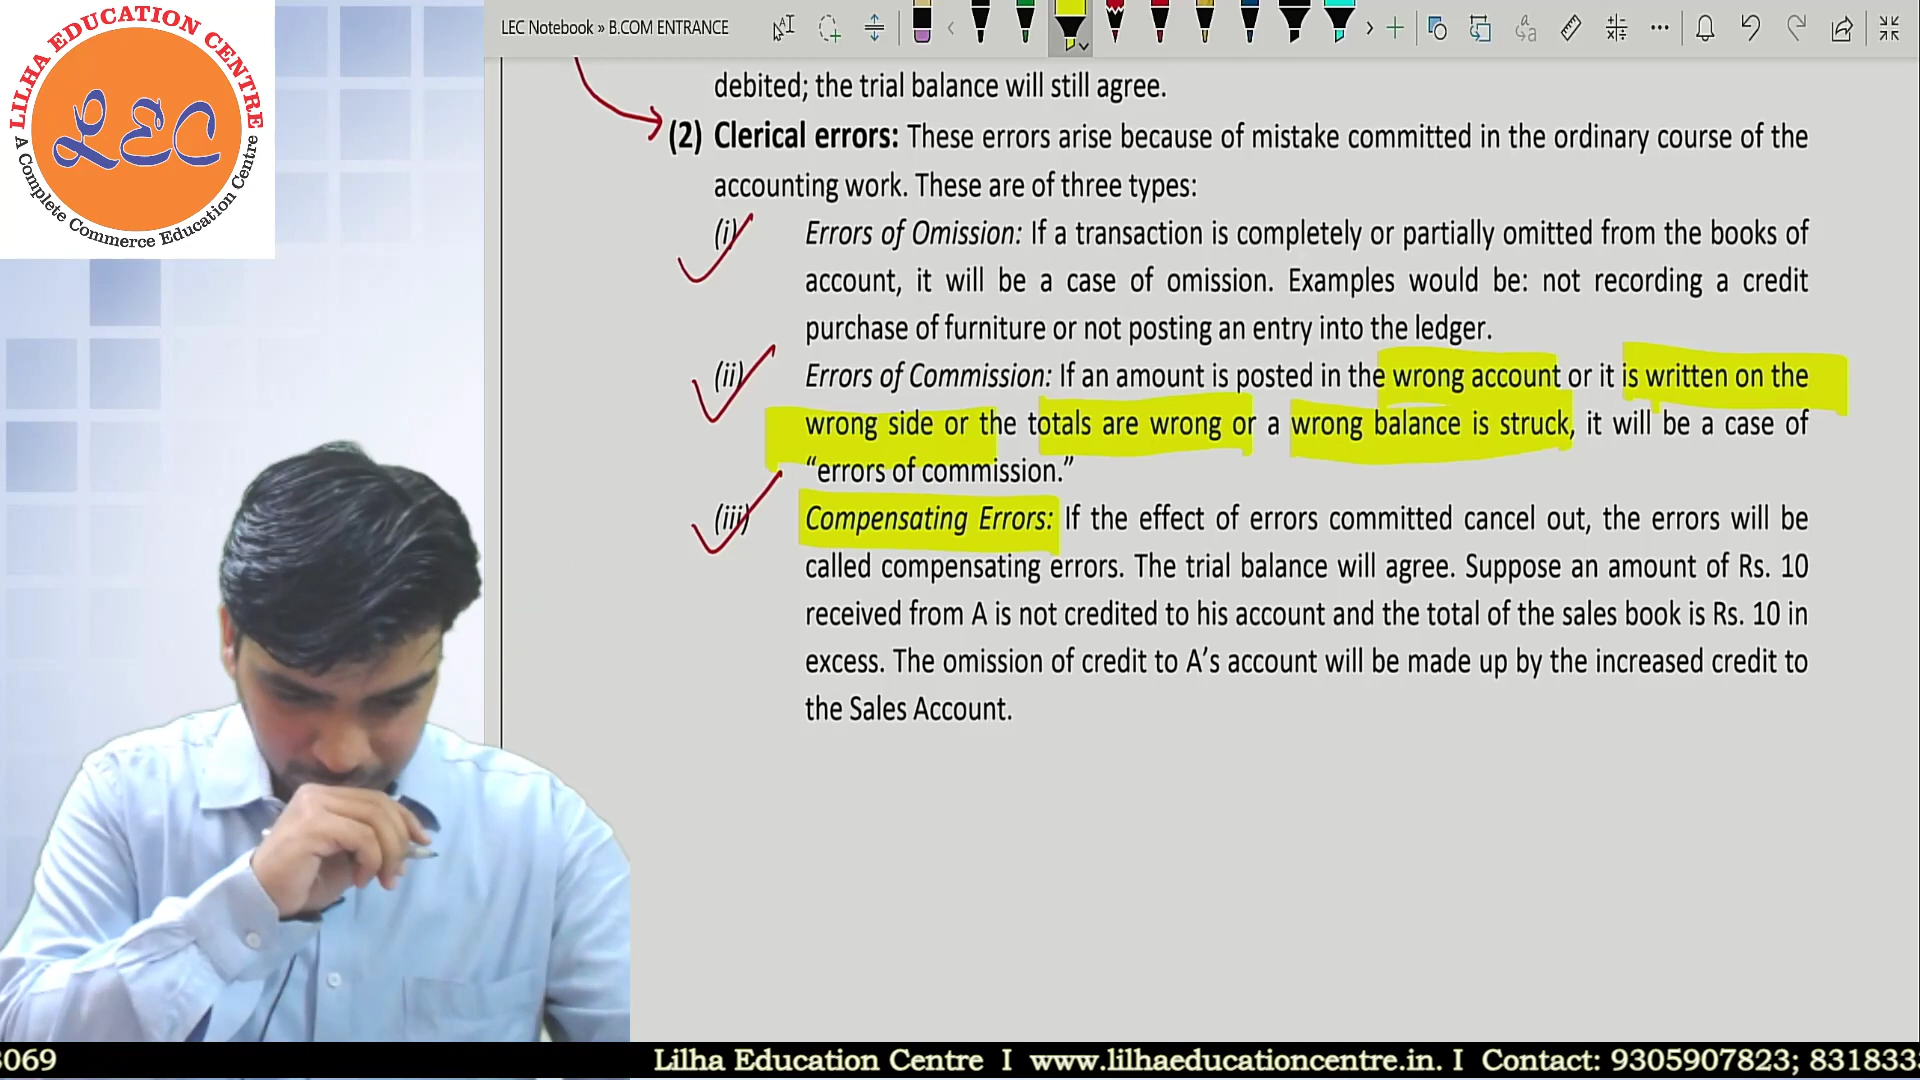 LILHA EDUCATION CENTRE
LEC
A Complete Commerce Education Centre
LEC Notebook » B.COM ENTRANCE
debited; the trial balance will still agree.
(2) Clerical errors: These errors arise because of mistake committed in the ordinary course of the
accounting work. These are of three types:
(i) Errors of Omission: If a transaction is completely or partially omitted from the books of
account, it will be a case of omission. Examples would be: not recording a credit
purchase of furniture or not posting an entry into the ledger.
(ii) Errors of Commission: If an amount is posted in the wrong account or it is written on the
wrong side or the totals are wrong or a wrong balance is struck, it will be a case of
“errors of commission.”
(iii) Compensating Errors: If the effect of errors committed cancel out, the errors will be
called compensating errors. The trial balance will agree. Suppose an amount of Rs. 10
received from A is not credited to his account and the total of the sales book is Rs. 10 in
excess. The omission of credit to A’s account will be made up by the increased credit to
the Sales Account.
3069 Lilha Education Centre I www.lilhaeducationcentre.in. I Contact: 9305907823; 831833